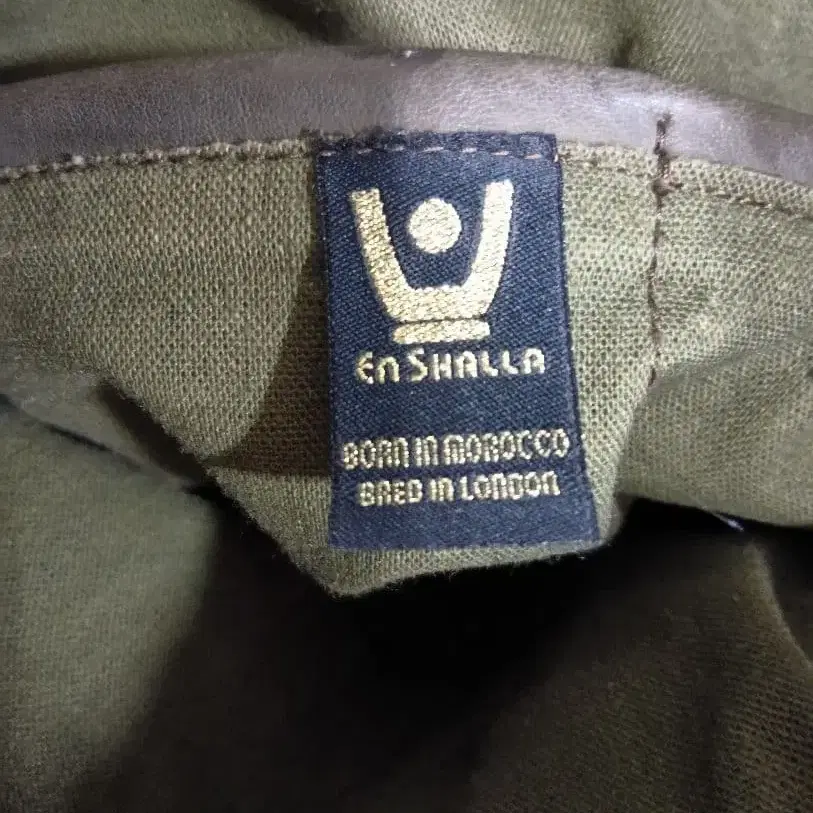 En SHALLA
BORN IN MOROCCO
BRED IN LONDON